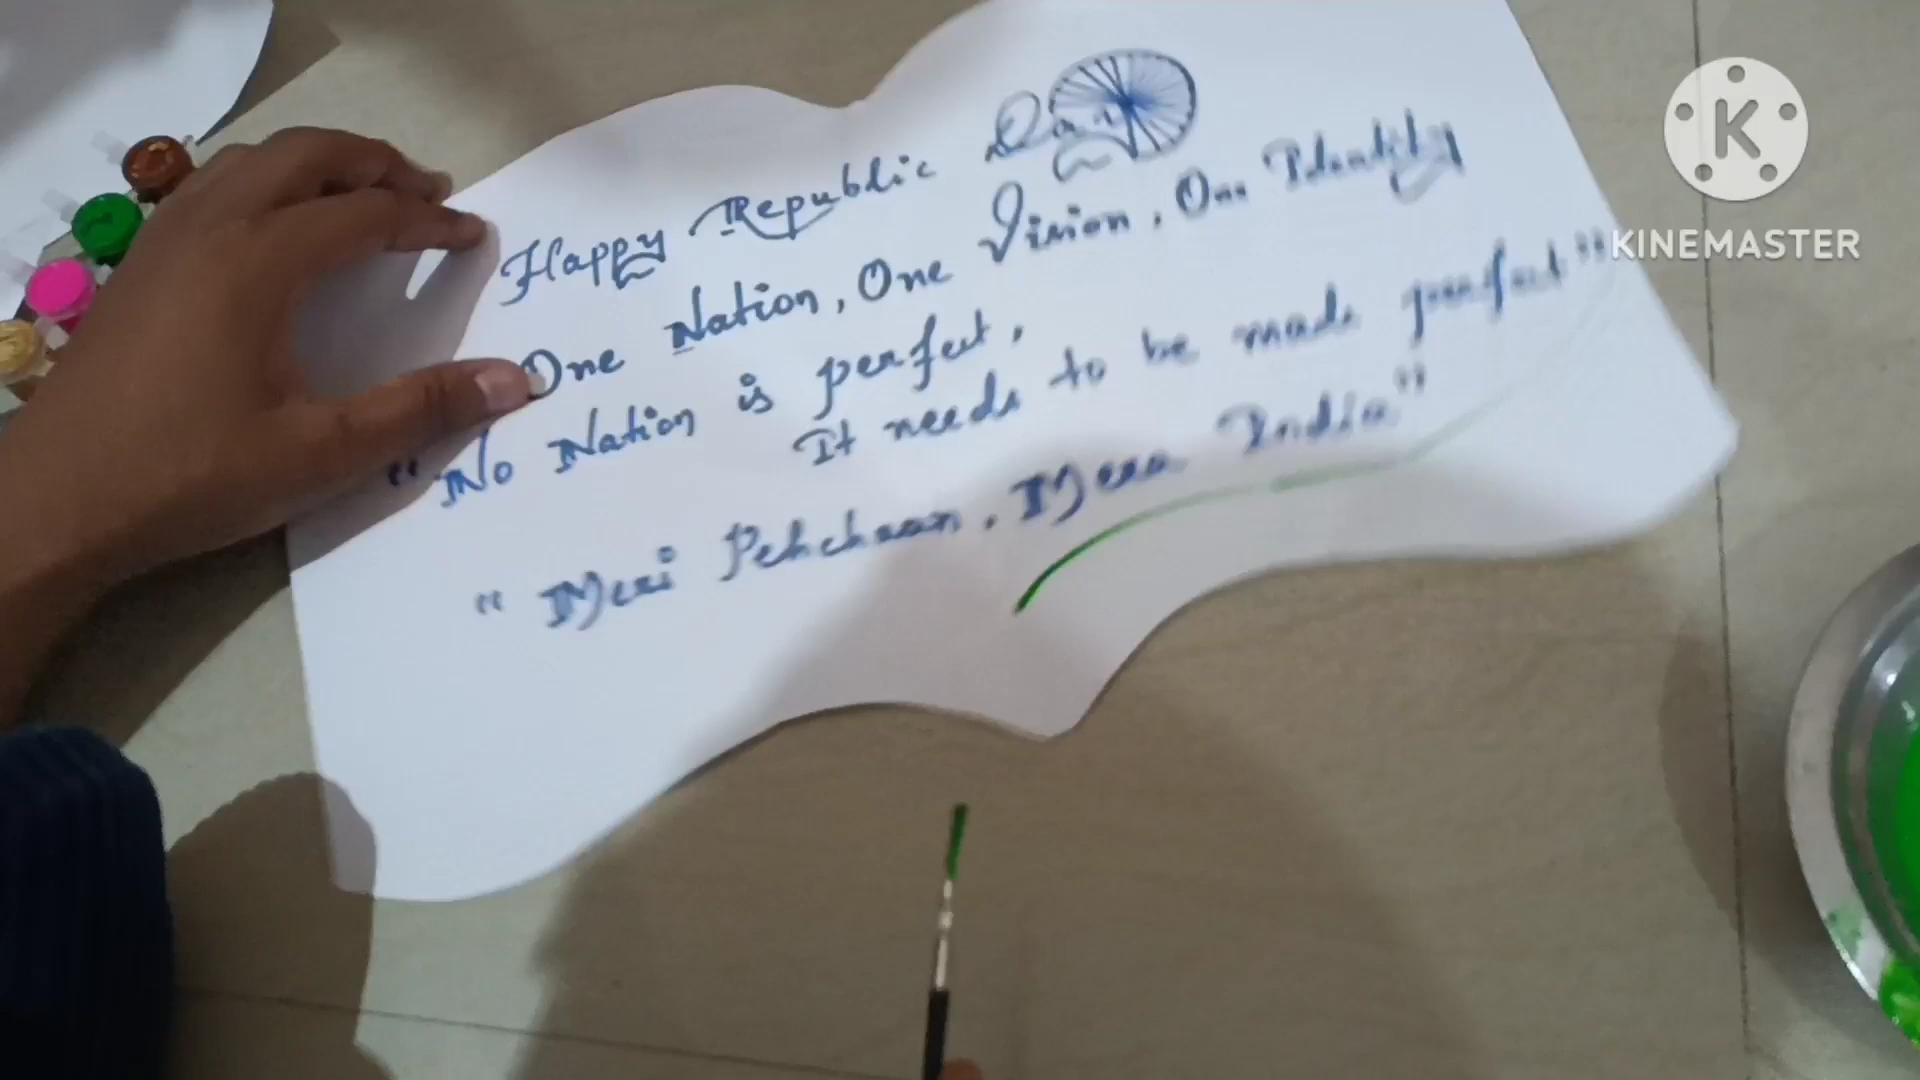 Happy Republic Day
One Nation, One Vision, One Identity
"No Nation is perfect,
It needs to be made perfect"
"Meri Pehchaan, Mera India"
K
KINEMASTER